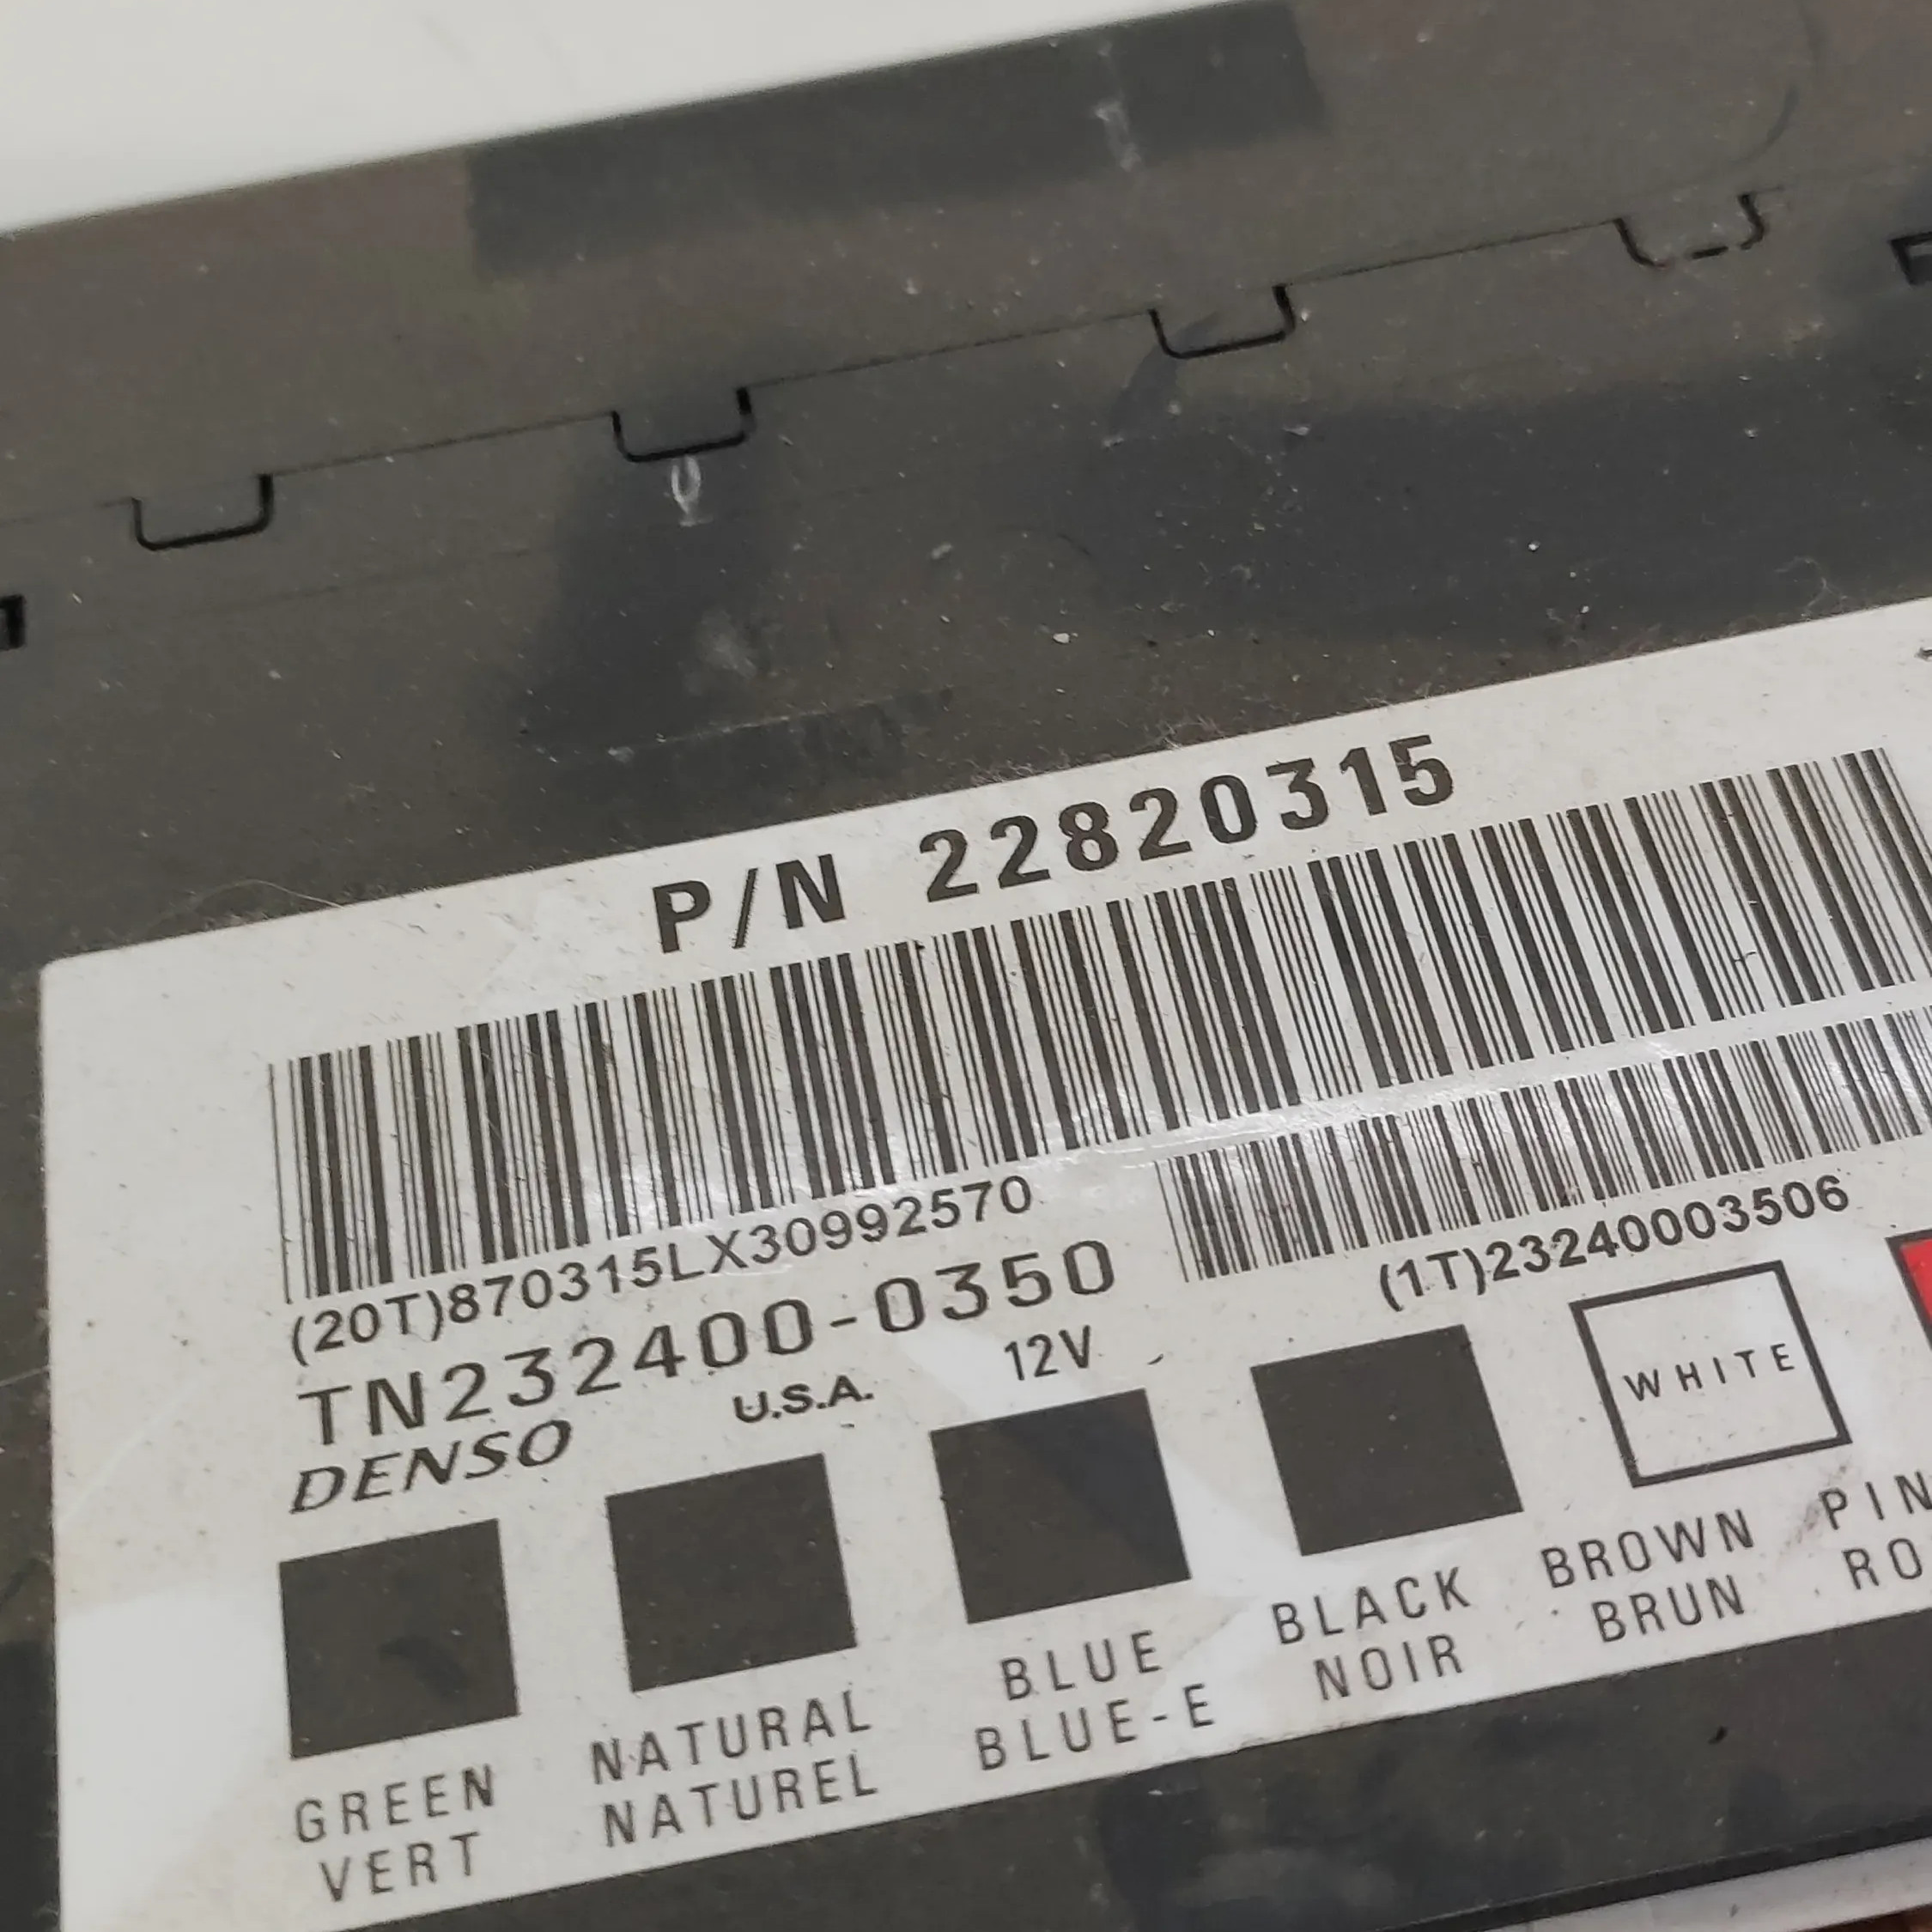 P/N 22820315
(20T)870315LX30992570
(1T)23240003506
TN232400-0350
DENSO U.S.A. 12V
WHITE
GREEN NATURAL BLUE BLACK BROWN
VERT NATUREL BLUE-E NOIR BRUN